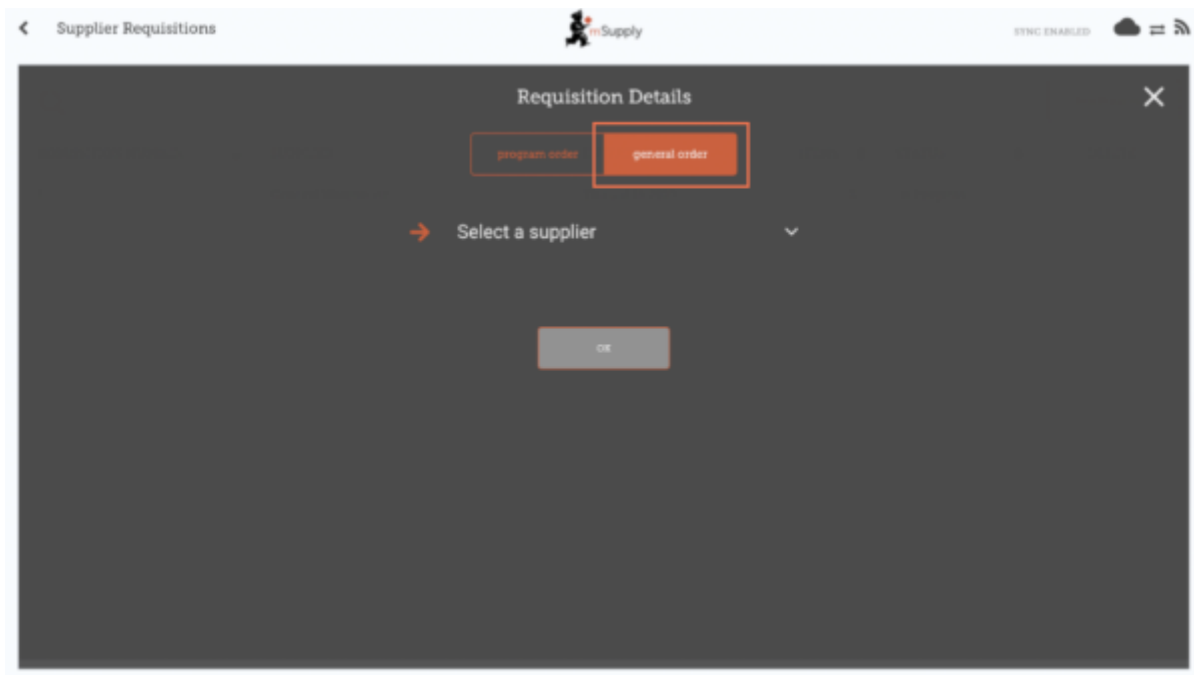 Supplier Requisitions
mSupply
SYNC ENABLED
Requisition Details
program order
general order
Select a supplier
OK